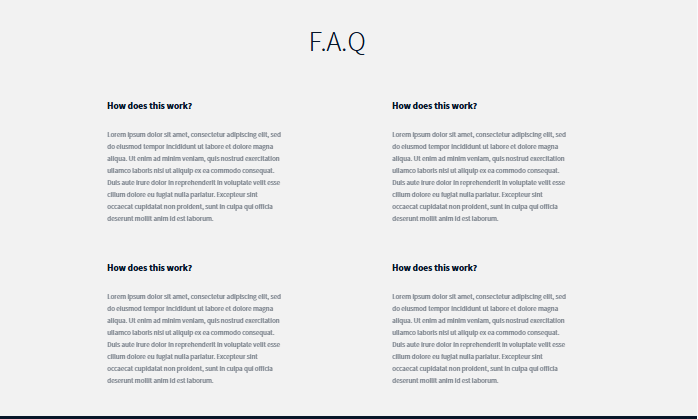 F.A.Q
How does this work?
Lorem ipsum dolor sit amet, consectetur adipiscing elit, sed
do eiusmod tempor incididunt ut labore et dolore magna
aliqua. Ut enim ad minim veniam, quis nostrud exercitation
ullamco laboris nisi ut aliquip ex ea commodo consequat.
Duis aute irure dolor in reprehenderit in voluptate velit esse
cillum dolore eu fugiat nulla pariatur. Excepteur sint
occaecat cupidatat non proident, sunt in culpa qui officia
deserunt mollit anim id est laborum.
How does this work?
Lorem ipsum dolor sit amet, consectetur adipiscing elit, sed
do eiusmod tempor incididunt ut labore et dolore magna
aliqua. Ut enim ad minim veniam, quis nostrud exercitation
ullamco laboris nisi ut aliquip ex ea commodo consequat.
Duis aute irure dolor in reprehenderit in voluptate velit esse
cillum dolore eu fugiat nulla pariatur. Excepteur sint
occaecat cupidatat non proident, sunt in culpa qui officia
deserunt mollit anim id est laborum.
How does this work?
Lorem ipsum dolor sit amet, consectetur adipiscing elit, sed
do eiusmod tempor incididunt ut labore et dolore magna
aliqua. Ut enim ad minim veniam, quis nostrud exercitation
ullamco laboris nisi ut aliquip ex ea commodo consequat.
Duis aute irure dolor in reprehenderit in voluptate velit esse
cillum dolore eu fugiat nulla pariatur. Excepteur sint
occaecat cupidatat non proident, sunt in culpa qui officia
deserunt mollit anim id est laborum.
How does this work?
Lorem ipsum dolor sit amet, consectetur adipiscing elit, sed
do eiusmod tempor incididunt ut labore et dolore magna
aliqua. Ut enim ad minim veniam, quis nostrud exercitation
ullamco laboris nisi ut aliquip ex ea commodo consequat.
Duis aute irure dolor in reprehenderit in voluptate velit esse
cillum dolore eu fugiat nulla pariatur. Excepteur sint
occaecat cupidatat non proident, sunt in culpa qui officia
deserunt mollit anim id est laborum.